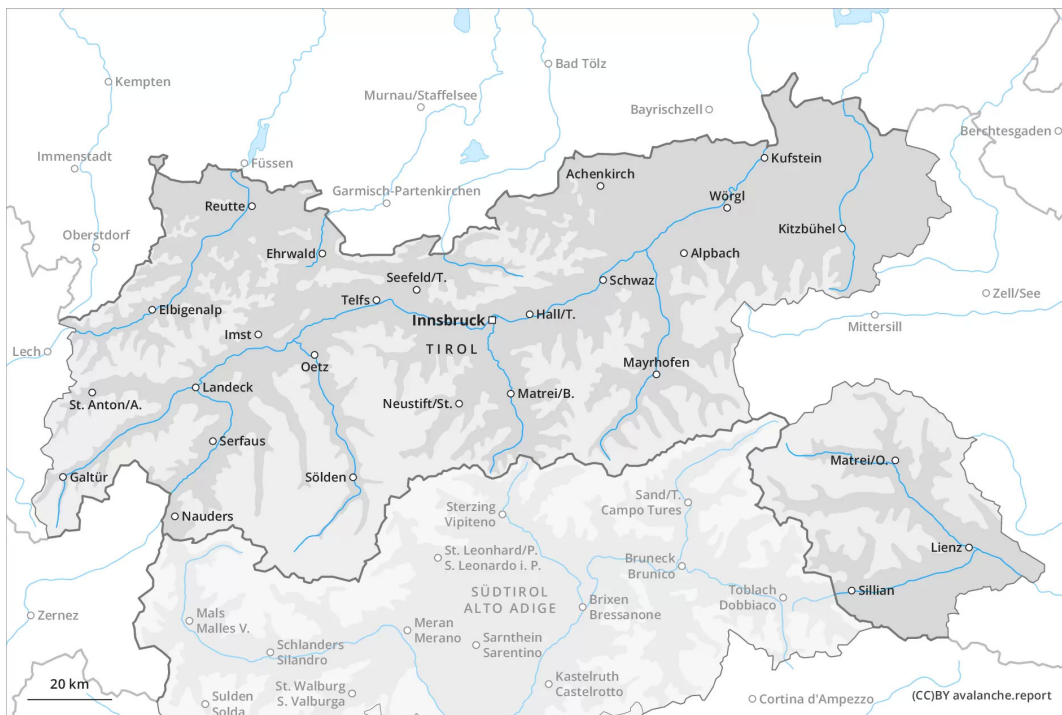 Kempten
Bad Tölz
Murnau/Staffelsee
Bayrischzell
Berchtesgaden
Immenstadt
Füssen
Kufstein
Achenkirch
Garmisch-Partenkirchen
Wörgl
Reutte
Oberstdorf
Kitzbühel
Ehrwald
Alpbach
Seefeld/T.
Schwaz
Zell/See
Telfs
Elbigenalp
Innsbruck
Hall/T.
Mittersill
Imst
TIROL
Lech
Oetz
Mayrhofen
Landeck
St. Anton/A.
Neustift/St.
Matrei/B.
Serfaus
Matrei/O.
Galtür
Sölden
Sand/T.
Campo Tures
Sterzing
Vipiteno
Nauders
Lienz
St. Leonhard/P.
S. Leonardo i. P.
Bruneck
Brunico
SÜDTIROL
ALTO ADIGE
Toblach
Dobbiaco
Sillian
Zernez
Mals
Malles V.
Brixen
Bressanone
Meran
Merano
Sarnthein
Sarentino
Schlanders
Silandro
20 km
St. Walburg
S. Valburga
Kastelruth
Castelrotto
Sulden
Solda
Cortina d'Ampezzo
(CC)BY avalanche.report